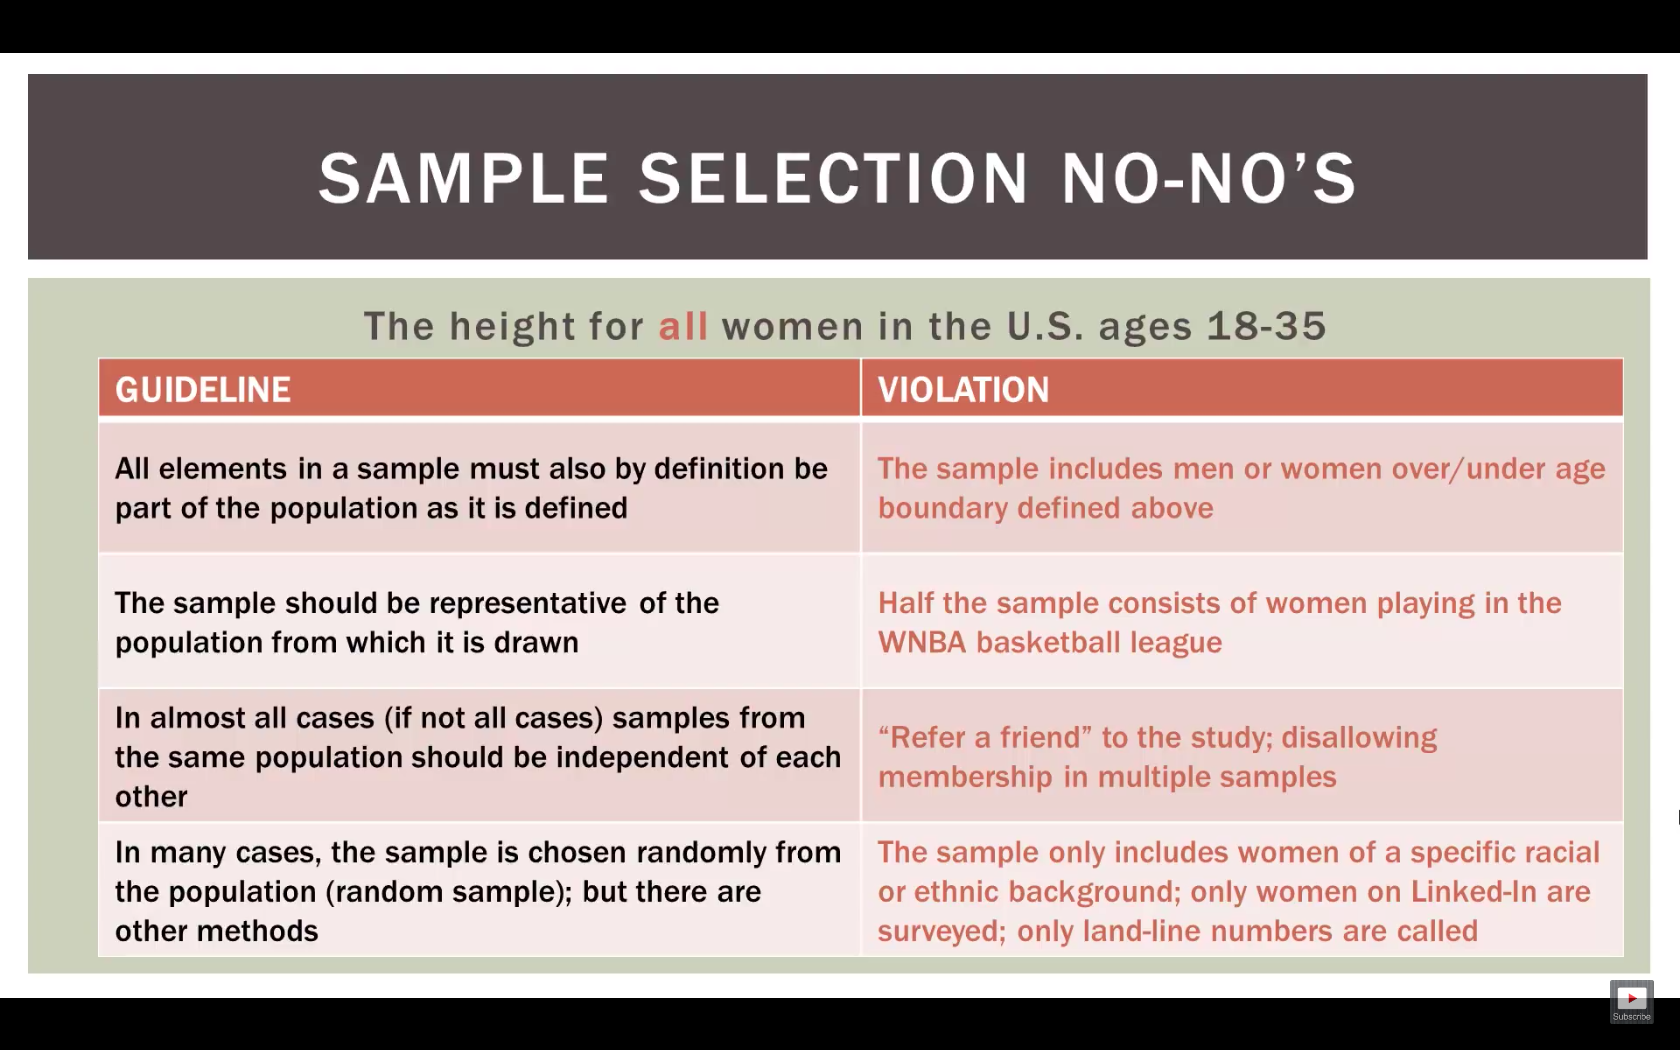 SAMPLE SELECTION NO-NO’S
The height for all women in the U.S. ages 18-35
GUIDELINE
VIOLATION
All elements in a sample must also by definition be
part of the population as it is defined
The sample includes men or women over/under age
boundary defined above
The sample should be representative of the
population from which it is drawn
Half the sample consists of women playing in the
WNBA basketball league
In almost all cases (if not all cases) samples from
the same population should be independent of each
other
“Refer a friend” to the study; disallowing
membership in multiple samples
In many cases, the sample is chosen randomly from
the population (random sample); but there are
other methods
The sample only includes women of a specific racial
or ethnic background; only women on Linked-In are
surveyed; only land-line numbers are called
Subscribe